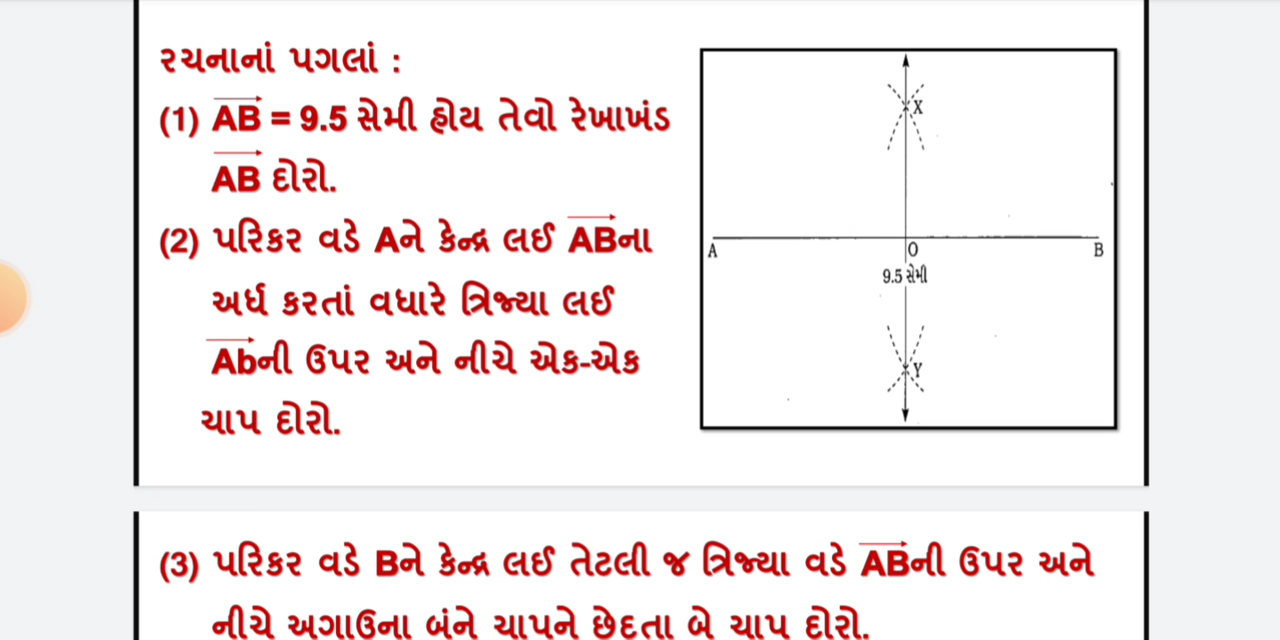 રચનાનાં પગલાં :
(1) AB = 9.5 સેમી હોય તેવો રેખાખંડ
AB દોરો.
(2) પરિકર વડે Aને કેન્દ્ર લઈ ABના
અર્ધ કરતાં વધારે ત્રિજ્યા લઈ
Abની ઉપર અને નીચે એક-એક
ચાપ દોરો.
X
A O B
9.5 સેમી
Y
(3) પરિકર વડે Bને કેન્દ્ર લઈ તેટલી જ ત્રિજ્યા વડે ABની ઉપર અને
નીચે અગાઉના બંને ચાપને છેદતા બે ચાપ દોરો.